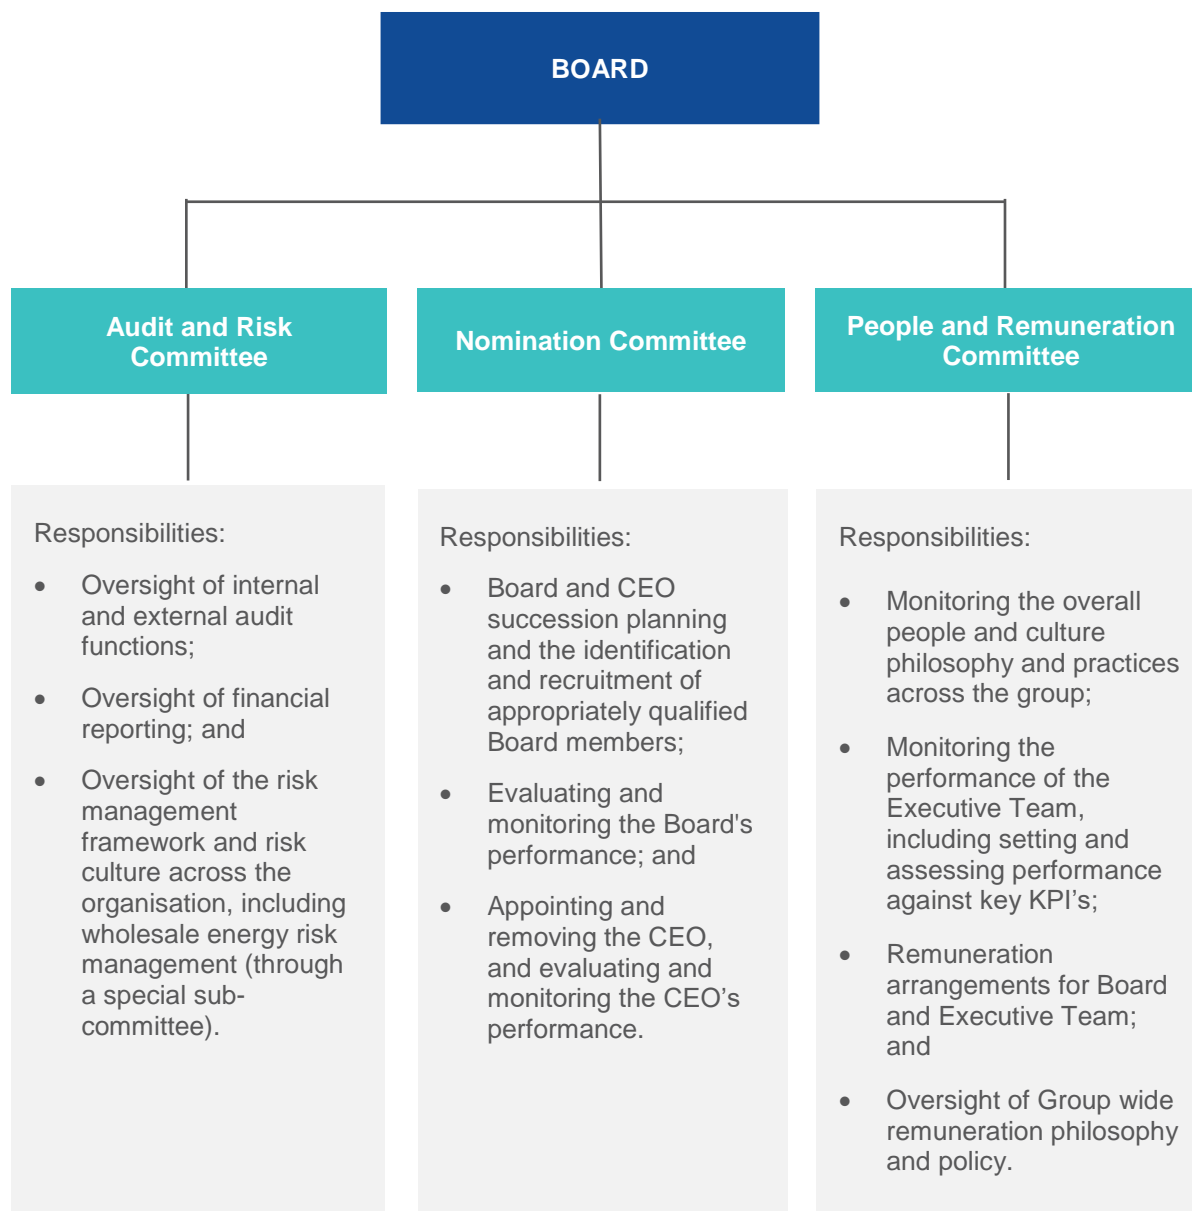 BOARD
Audit and Risk
Committee
Nomination Committee
People and Remuneration
Committee
Responsibilities:
• Oversight of internal
and external audit
functions;
• Oversight of financial
reporting; and
• Oversight of the risk
management
framework and risk
culture across the
organisation, including
wholesale energy risk
management (through
a special sub-
committee).
Responsibilities:
• Board and CEO
succession planning
and the identification
and recruitment of
appropriately qualified
Board members;
• Evaluating and
monitoring the Board's
performance; and
• Appointing and
removing the CEO,
and evaluating and
monitoring the CEO’s
performance.
Responsibilities:
• Monitoring the overall
people and culture
philosophy and practices
across the group;
• Monitoring the
performance of the
Executive Team,
including setting and
assessing performance
against key KPI’s;
• Remuneration
arrangements for Board
and Executive Team;
and
• Oversight of Group wide
remuneration philosophy
and policy.